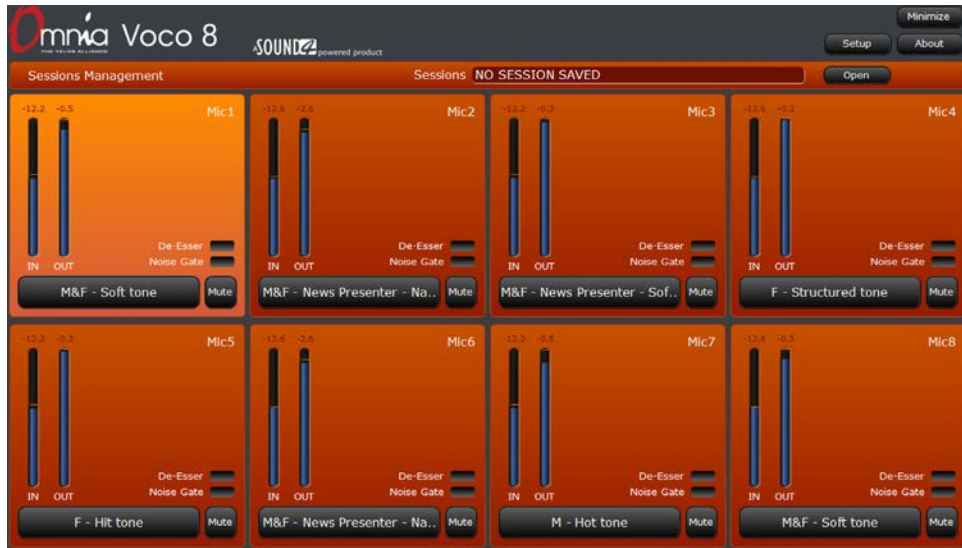 Omnia Voco 8
THE TELOS ALLIANCE
A SOUND4 powered product
Minimize
Setup About
Sessions Management Sessions NO SESSION SAVED Open
-12.2 -0.5 Mic1
De-Esser
Noise Gate
IN OUT
M&F - Soft tone Mute
-12.6 -2.6 Mic2
De-Esser
Noise Gate
IN OUT
M&F - News Presenter - Na.. Mute
-12.2 -0.3 Mic3
De-Esser
Noise Gate
IN OUT
M&F - News Presenter - Sof.. Mute
-12.6 -0.2 Mic4
De-Esser
Noise Gate
IN OUT
F - Structured tone Mute
-12.2 -0.3 Mic5
De-Esser
Noise Gate
IN OUT
F - Hit tone Mute
-12.6 -2.6 Mic6
De-Esser
Noise Gate
IN OUT
M&F - News Presenter - Na.. Mute
-12.2 -0.5 Mic7
De-Esser
Noise Gate
IN OUT
M - Hot tone Mute
-12.6 -0.3 Mic8
De-Esser
Noise Gate
IN OUT
M&F - Soft tone Mute